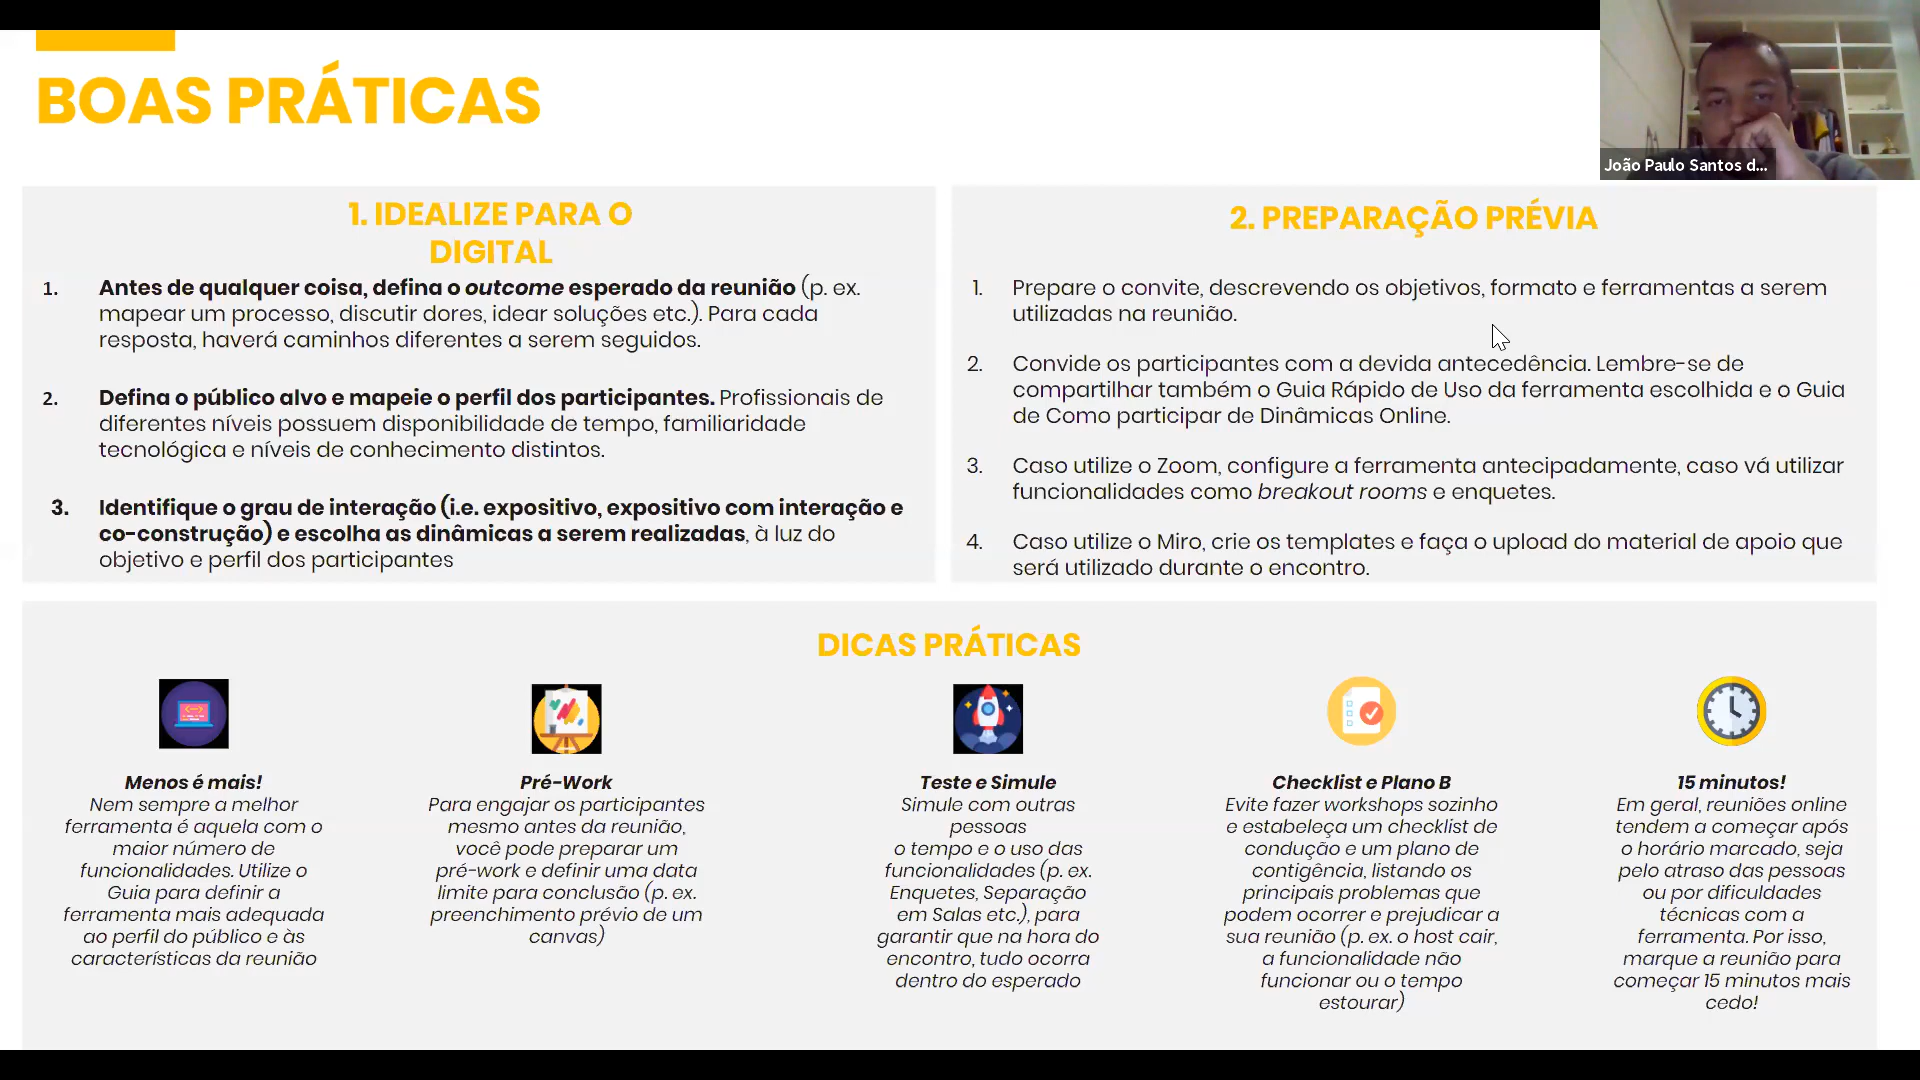 BOAS PRÁTICAS
João Paulo Santos d...
1. IDEALIZE PARA O
DIGITAL
1. Antes de qualquer coisa, defina o outcome esperado da reunião (p. ex.
mapear um processo, discutir dores, idear soluções etc.). Para cada
resposta, haverá caminhos diferentes a serem seguidos.
2. Defina o público alvo e mapeie o perfil dos participantes. Profissionais de
diferentes níveis possuem disponibilidade de tempo, familiaridade
tecnológica e níveis de conhecimento distintos.
3. Identifique o grau de interação (i.e. expositivo, expositivo com interação e
co-construção) e escolha as dinâmicas a serem realizadas, à luz do
objetivo e perfil dos participantes
2. PREPARAÇÃO PRÉVIA
1. Prepare o convite, descrevendo os objetivos, formato e ferramentas a serem
utilizadas na reunião.
2. Convide os participantes com a devida antecedência. Lembre-se de
compartilhar também o Guia Rápido de Uso da ferramenta escolhida e o Guia
de Como participar de Dinâmicas Online.
3. Caso utilize o Zoom, configure a ferramenta antecipadamente, caso vá utilizar
funcionalidades como breakout rooms e enquetes.
4. Caso utilize o Miro, crie os templates e faça o upload do material de apoio que
será utilizado durante o encontro.
DICAS PRÁTICAS
Menos é mais!
Nem sempre a melhor
ferramenta é aquela com o
maior número de
funcionalidades. Utilize o
Guia para definir a
ferramenta mais adequada
ao perfil do público e às
características da reunião
Pré-Work
Para engajar os participantes
mesmo antes da reunião,
você pode preparar um
pré-work e definir uma data
limite para conclusão (p. ex.
preenchimento prévio de um
canvas)
Teste e Simule
Simule com outras
pessoas
o tempo e o uso das
funcionalidades (p. ex.
Enquetes, Separação
em Salas etc.), para
garantir que na hora do
encontro, tudo ocorra
dentro do esperado
Checklist e Plano B
Evite fazer workshops sozinho
e estabeleça um checklist de
condução e um plano de
contigência, listando os
principais problemas que
podem ocorrer e prejudicar a
sua reunião (p. ex. o host cair,
a funcionalidade não
funcionar ou o tempo
estourar)
15 minutos!
Em geral, reuniões online
tendem a começar após
o horário marcado, seja
pelo atraso das pessoas
ou por dificuldades
técnicas com a
ferramenta. Por isso,
marque a reunião para
começar 15 minutos mais
cedo!